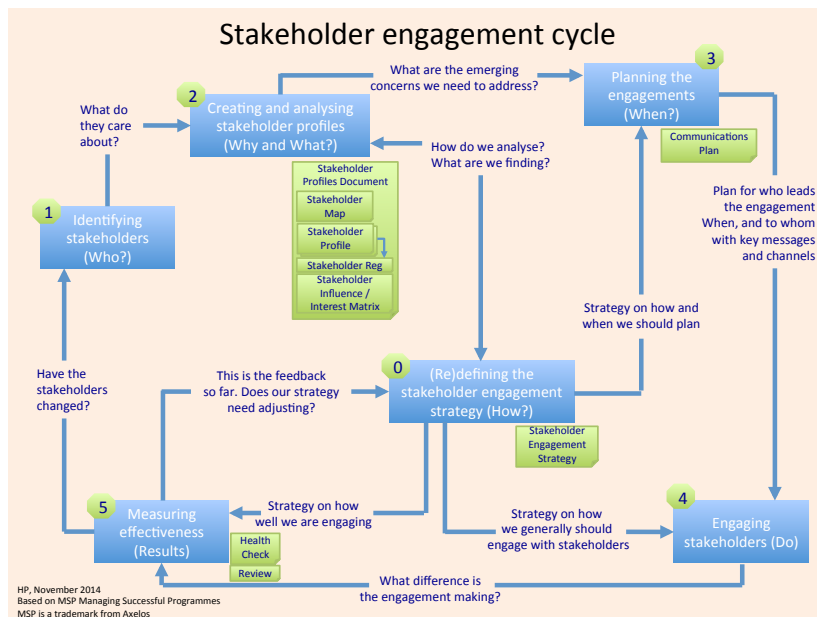 Stakeholder engagement cycle
3
What are the emerging
concerns we need to address?
Planning the
engagements
(When?)
2
Creating and analysing
stakeholder profiles
(Why and What?)
What do
they care
about?
Communications
Plan
How do we analyse?
What are we finding?
Stakeholder
Profiles Document
Stakeholder
Map
Stakeholder
Profile
Stakeholder Reg
Stakeholder
Influence /
Interest Matrix
Plan for who leads
the engagement
When, and to whom
with key messages
and channels
1
Identifying
stakeholders
(Who?)
Strategy on how and
when we should plan
Have the
stakeholders
changed?
This is the feedback
so far. Does our strategy
need adjusting?
0
(Re)defining the
stakeholder engagement
strategy (How?)
Stakeholder
Engagement
Strategy
5
Measuring
effectiveness
(Results)
Strategy on how
well we are engaging
Health
Check
Review
Strategy on how
we generally should
engage with stakeholders
4
Engaging
stakeholders (Do)
What difference is
the engagement making?
HP, November 2014
Based on MSP Managing Successful Programmes
MSP is a trademark from Axelos